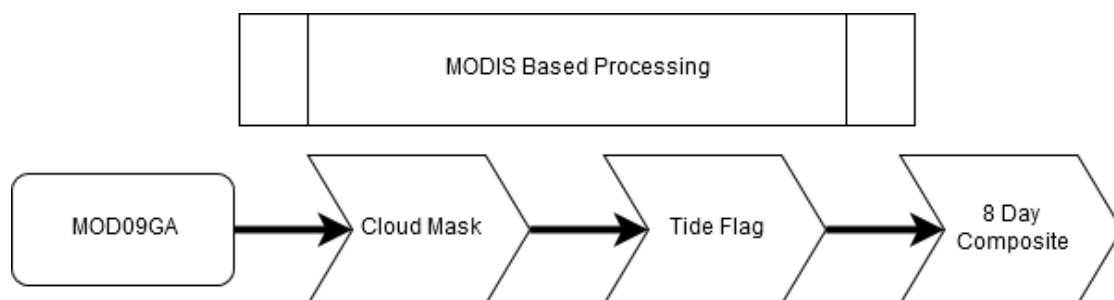 MODIS Based Processing
MOD09GA
Cloud Mask
Tide Flag
8 Day
Composite